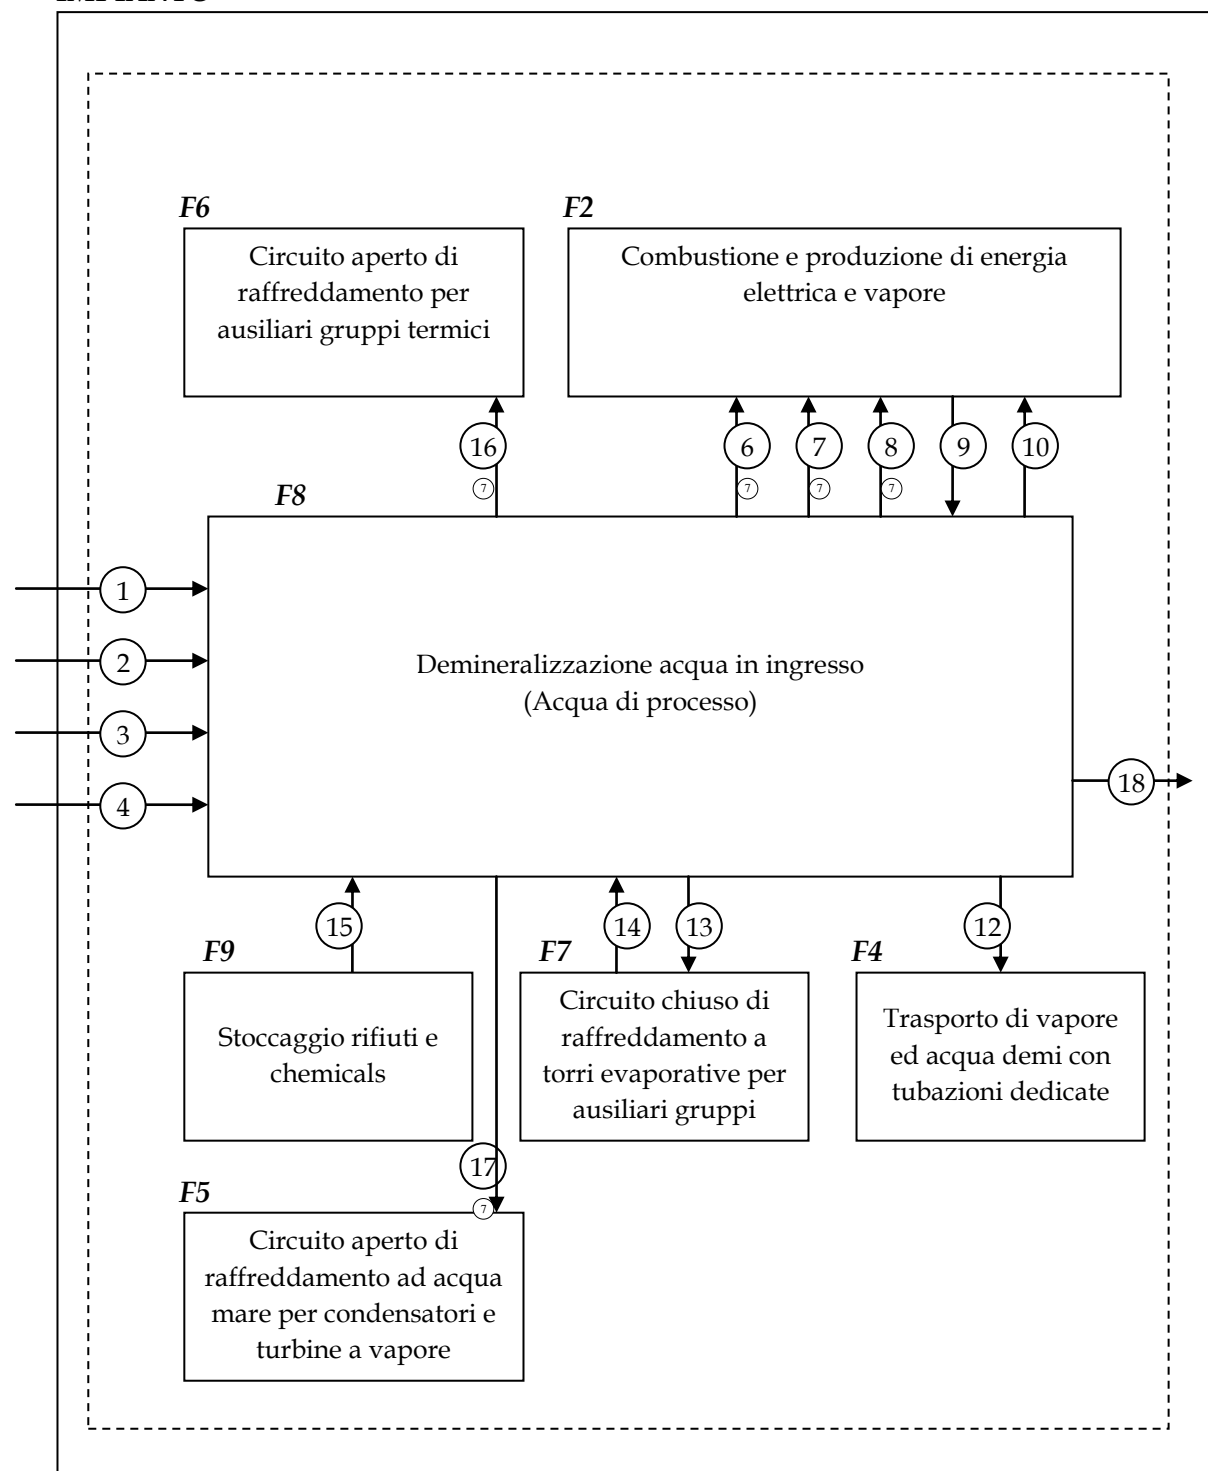 F6
F2
Circuito aperto di
raffreddamento per
ausiliari gruppi termici
Combustione e produzione di energia
elettrica e vapore
16
6
7
8
9
10
7
7
7
7
F8
1
2
3
4
Demineralizzazione acqua in ingresso
(Acqua di processo)
18
15
14
13
12
F9
F7
F4
Stoccaggio rifiuti e
chemicals
Circuito chiuso di
raffreddamento a
torri evaporative per
ausiliari gruppi
Trasporto di vapore
ed acqua demi con
tubazioni dedicate
17
7
F5
Circuito aperto di
raffreddamento ad acqua
mare per condensatori e
turbine a vapore